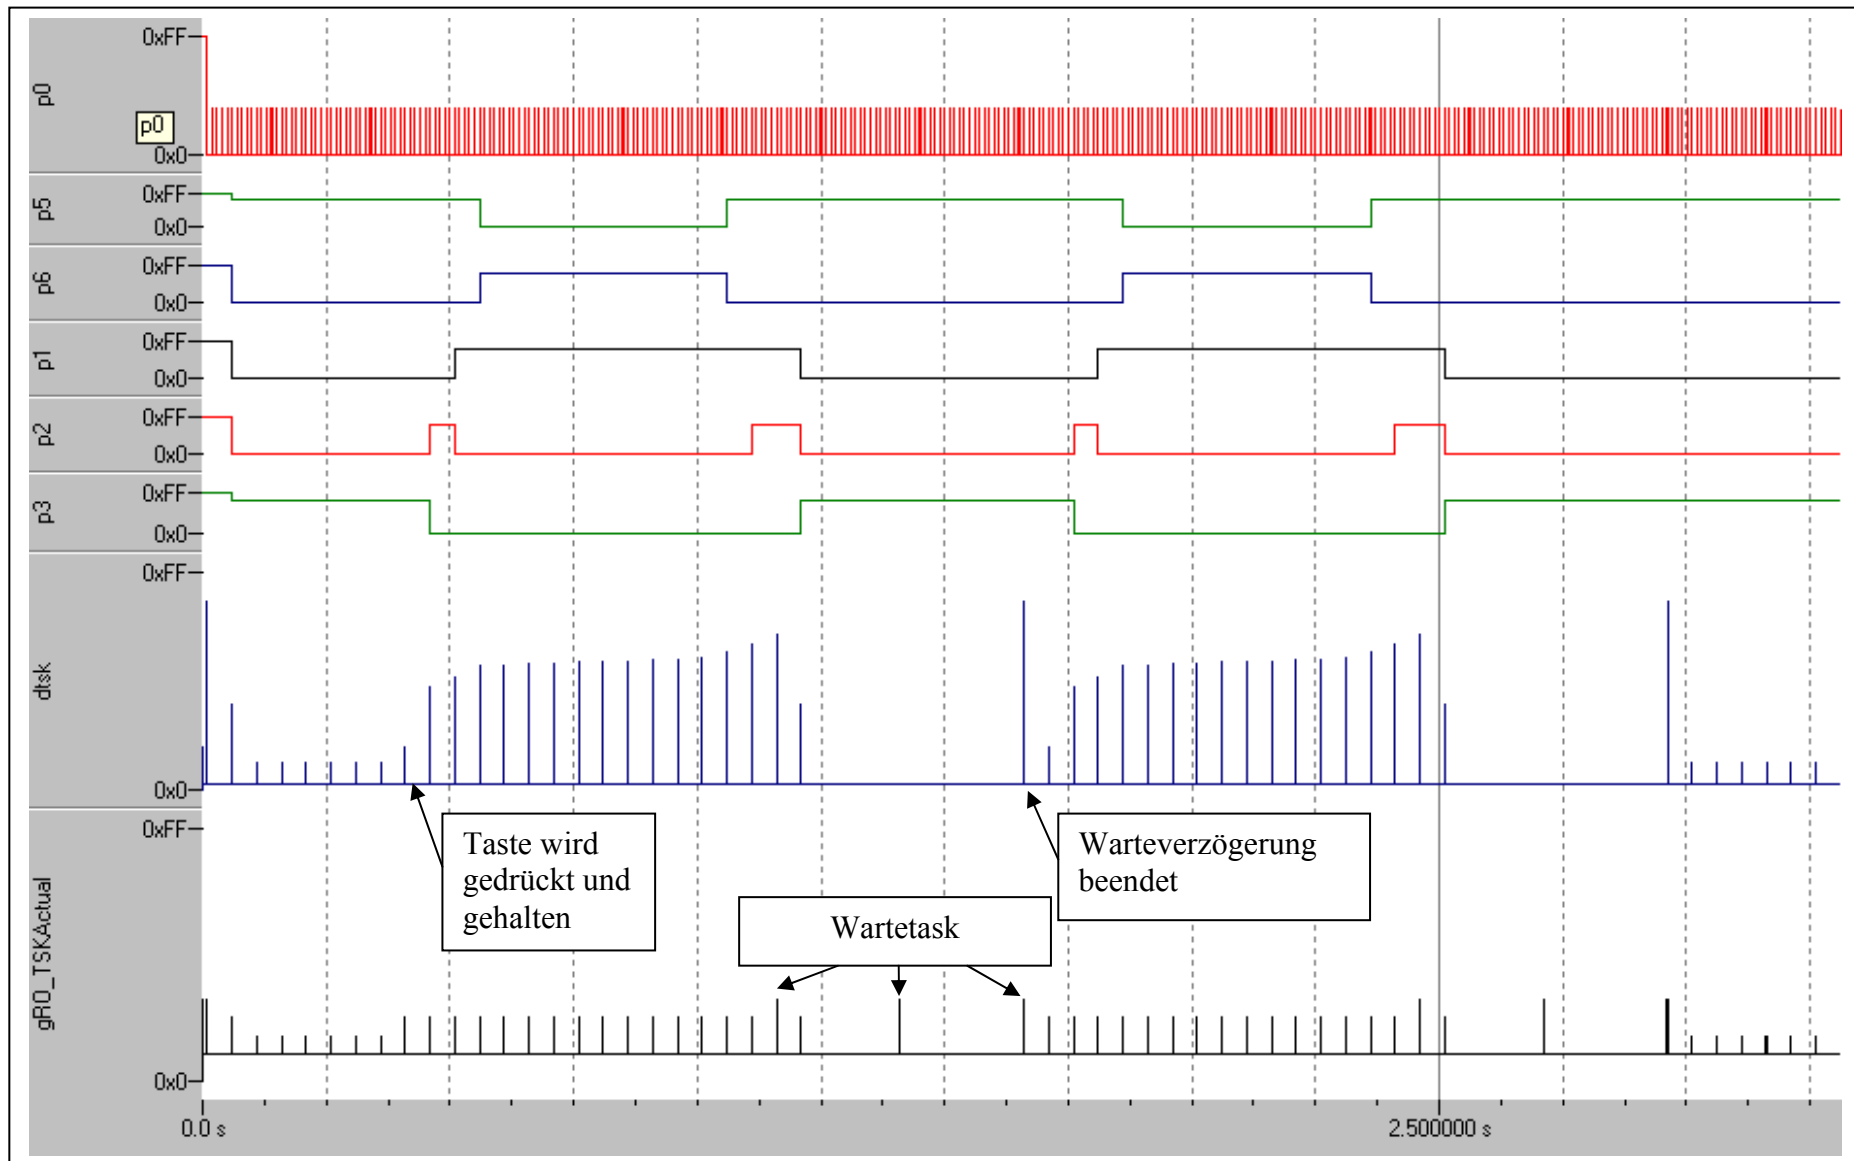 0xFF
p0
p0
0x0
0xFF
p5
0x0
0xFF
p6
0x0
0xFF
p1
0x0
0xFF
p2
0x0
0xFF
p3
0x0
0xFF
dtsk
0x0
Taste wird
gedrückt und
gehalten
Warteverzögerung
beendet
Wartetask
0xFF
gRO_TSKActual
0x0
0.0 s
2.500000 s